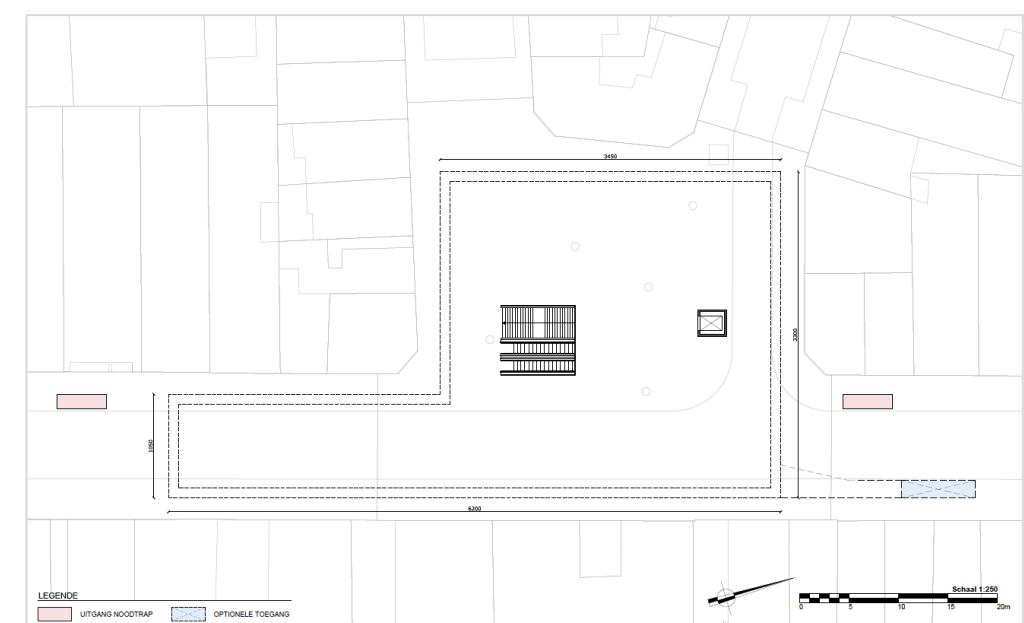 3450
3300
1050
6200
LEGENDE
UITGANG NOODTRAP
OPTIONELE TOEGANG
Schaal 1:250
0 5 10 15 20m